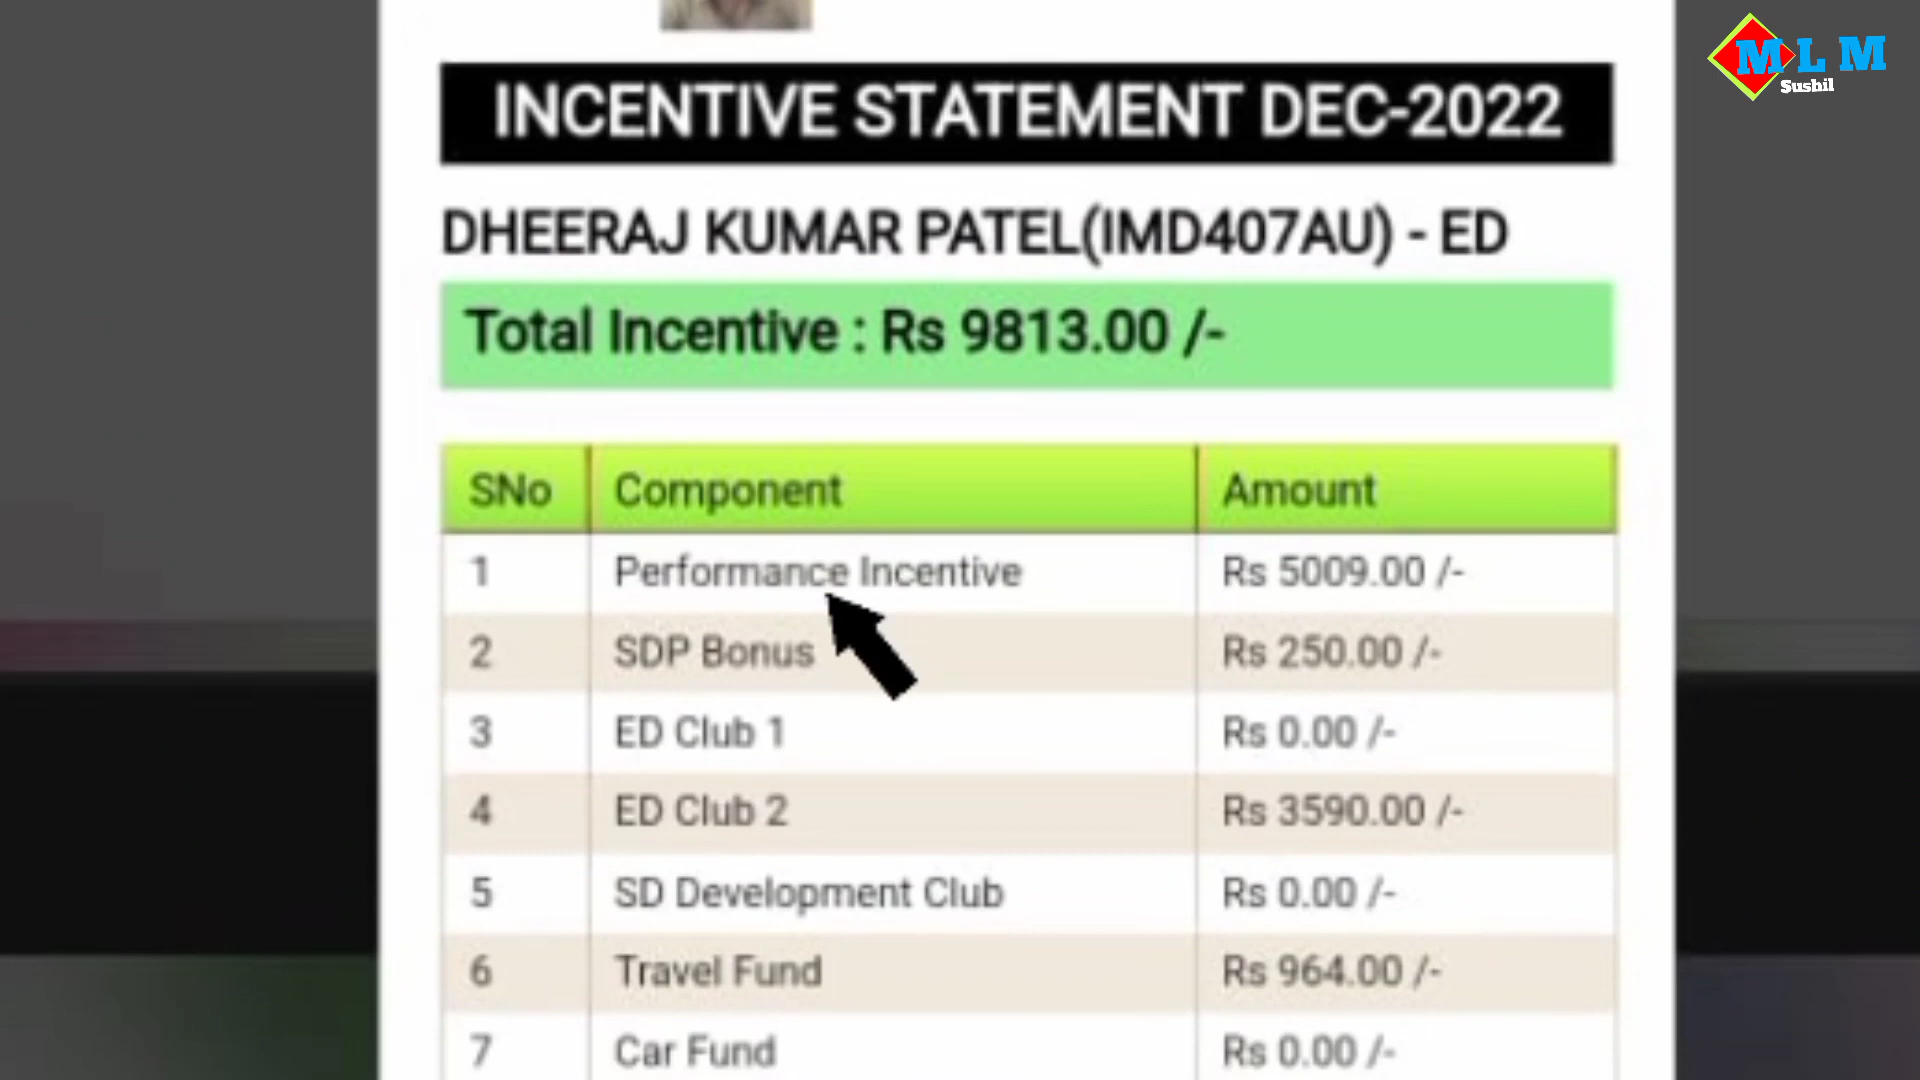 M L M
Sushil
INCENTIVE STATEMENT DEC-2022
DHEERAJ KUMAR PATEL(IMD407AU) - ED
Total Incentive : Rs 9813.00 /-
SNo Component Amount
1 Performance Incentive Rs 5009.00 /-
2 SDP Bonus Rs 250.00 /-
3 ED Club 1 Rs 0.00 /-
4 ED Club 2 Rs 3590.00 /-
5 SD Development Club Rs 0.00 /-
6 Travel Fund Rs 964.00 /-
7 Car Fund Rs 0.00 /-